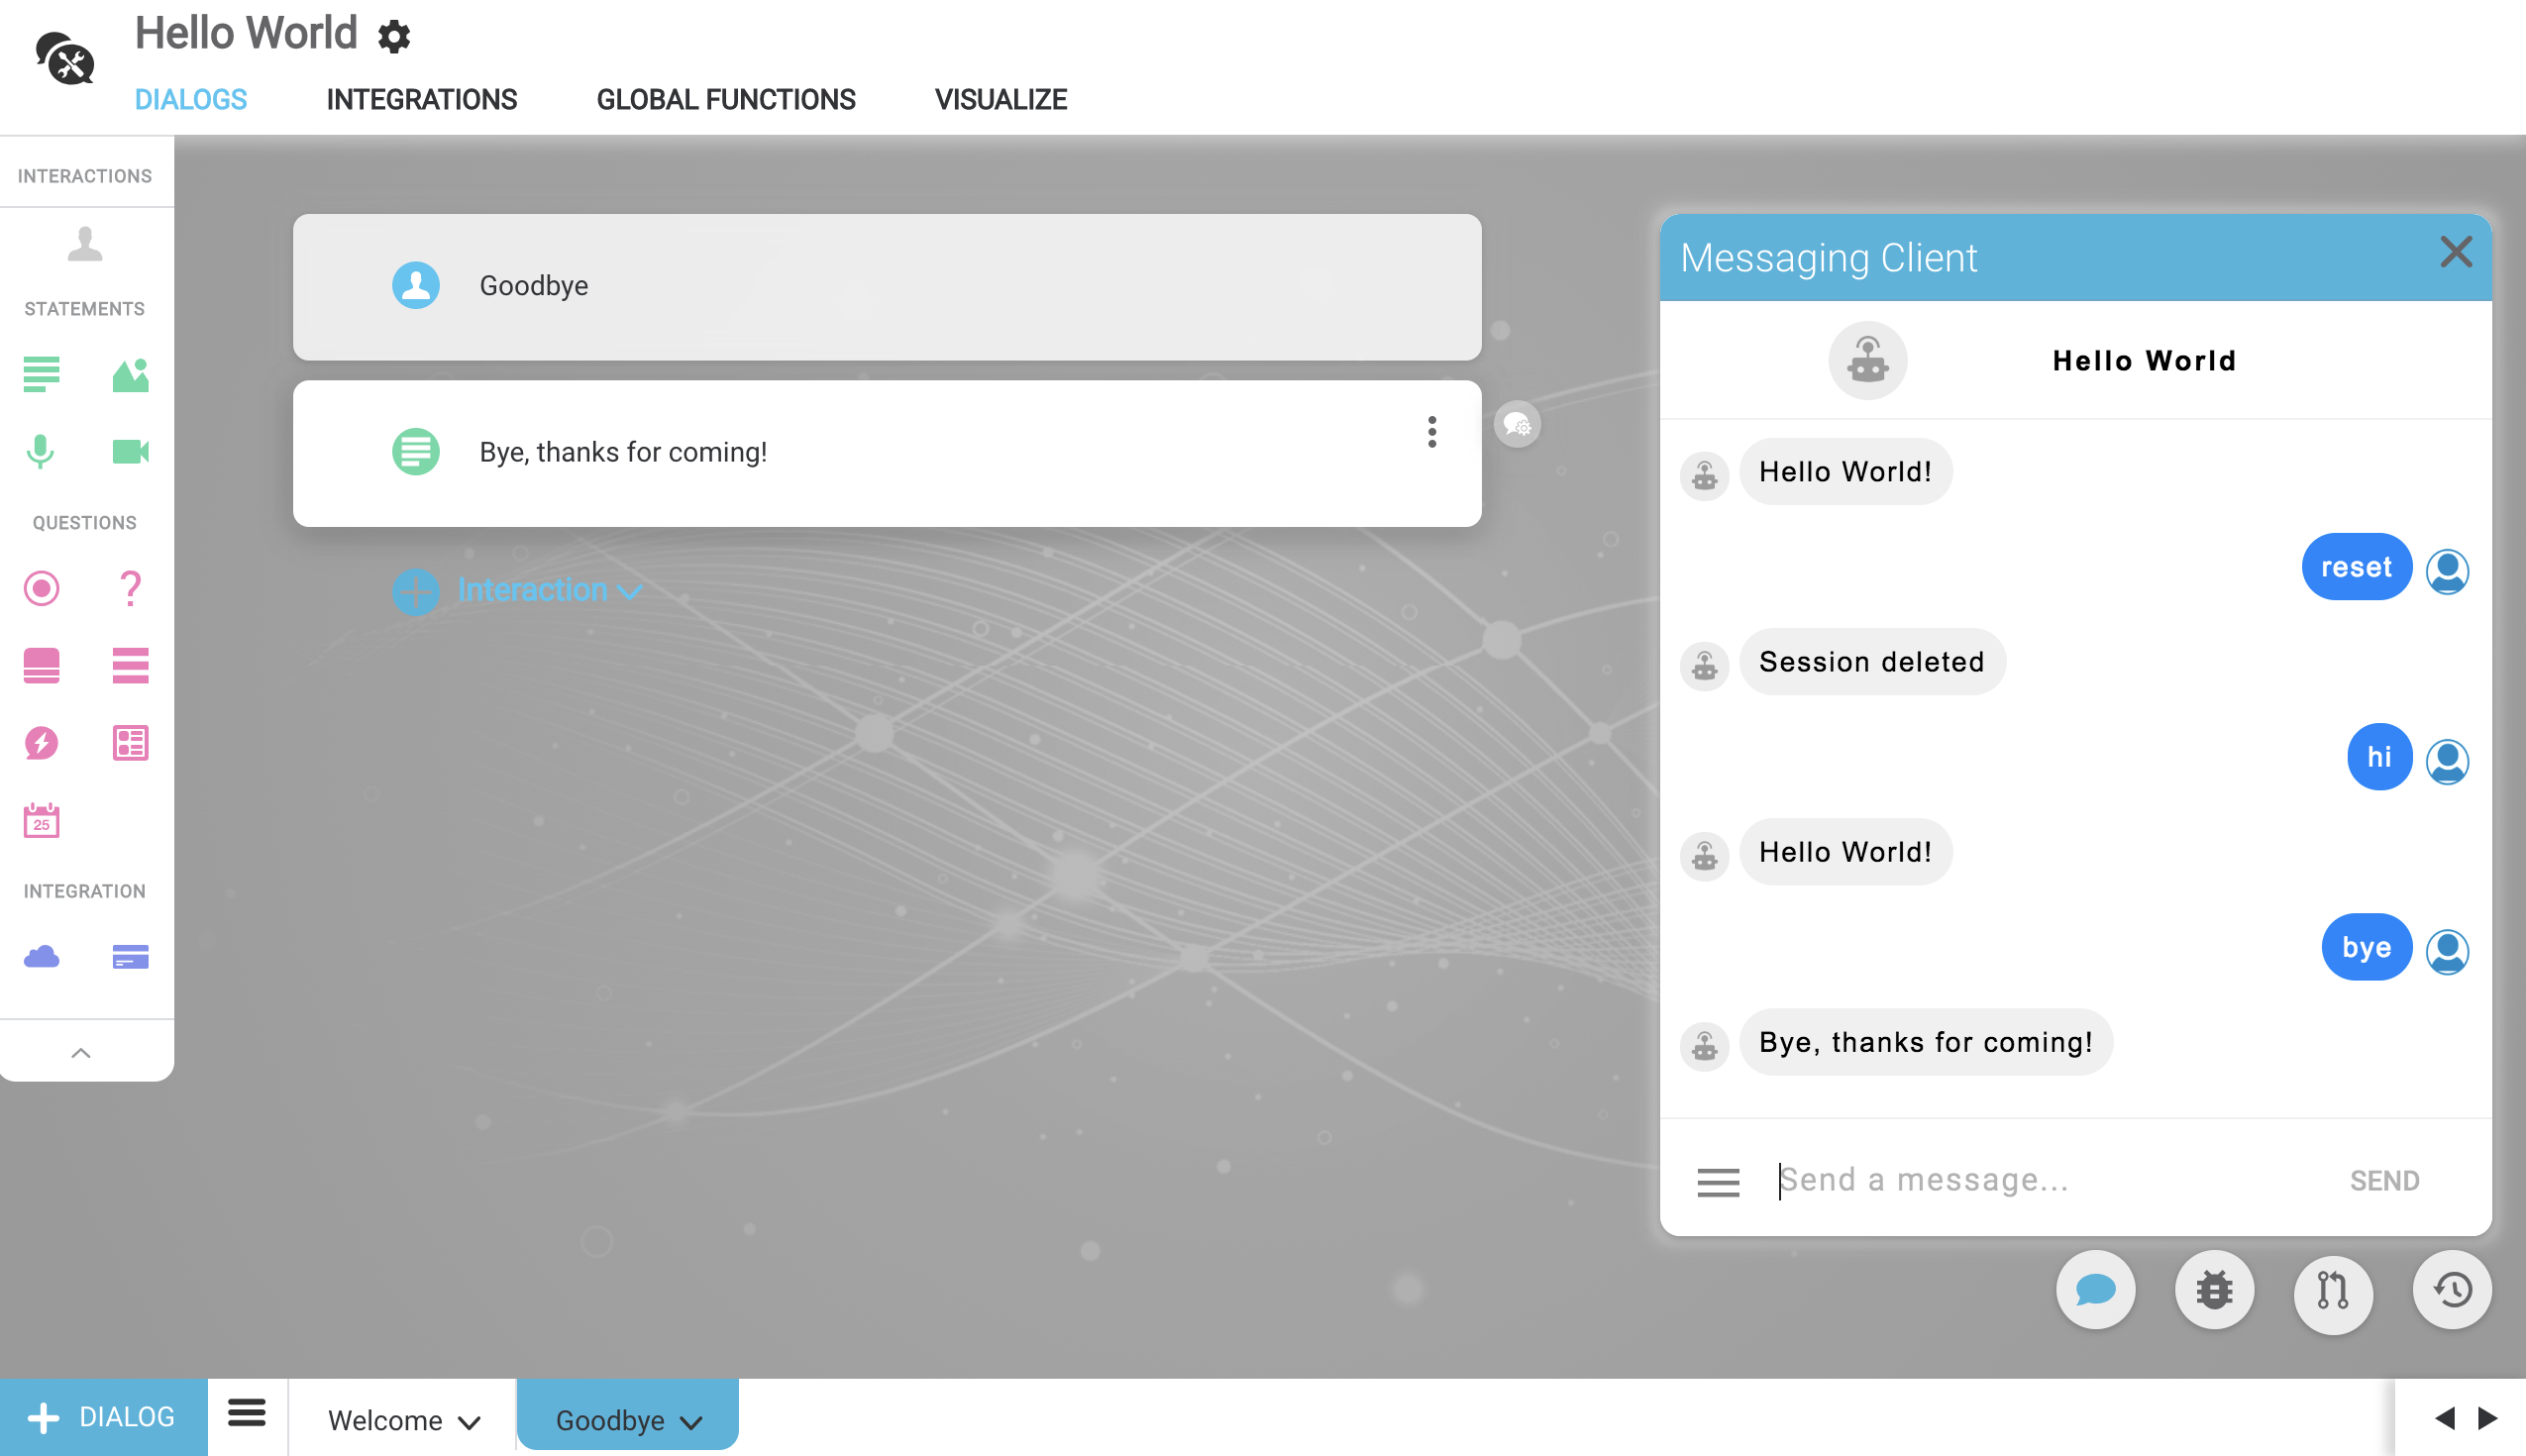 Hello World
DIALOGS INTEGRATIONS GLOBAL FUNCTIONS VISUALIZE
INTERACTIONS
STATEMENTS
QUESTIONS
25
INTEGRATION
Goodbye
Bye, thanks for coming!
Interaction
Messaging Client
Hello World
Hello World!
reset
Session deleted
hi
Hello World!
bye
Bye, thanks for coming!
Send a message... SEND
DIALOG Welcome Goodbye